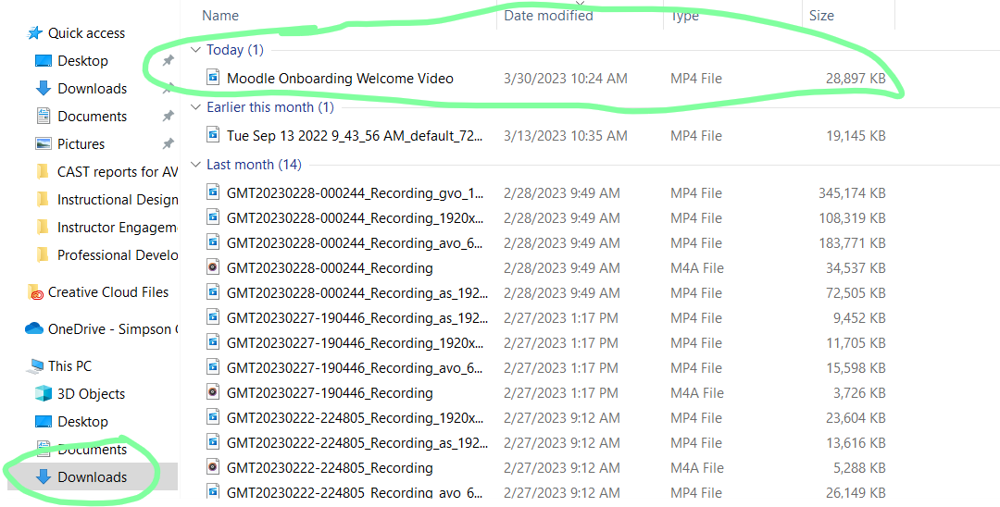 Quick access
Desktop
Downloads
Documents
Pictures
CAST reports for AV
Instructional Design
Instructor Engagem
Professional Develo
Creative Cloud Files
OneDrive - Simpson
This PC
3D Objects
Desktop
Documents
Downloads
Name Date modified Type Size
Today (1)
Moodle Onboarding Welcome Video 3/30/2023 10:24 AM MP4 File 28,897 KB
Earlier this month (1)
Tue Sep 13 2022 9_43_56 AM_default_72... 3/13/2023 10:35 AM MP4 File 19,145 KB
Last month (14)
GMT20230228-000244_Recording_gvo_1... 2/28/2023 9:49 AM MP4 File 345,174 KB
GMT20230228-000244_Recording_1920x... 2/28/2023 9:49 AM MP4 File 108,319 KB
GMT20230228-000244_Recording_avo_6... 2/28/2023 9:49 AM MP4 File 183,771 KB
GMT20230228-000244_Recording 2/28/2023 9:49 AM M4A File 34,537 KB
GMT20230228-000244_Recording_as_192... 2/28/2023 9:49 AM MP4 File 72,505 KB
GMT20230227-190446_Recording_as_192... 2/27/2023 1:17 PM MP4 File 9,452 KB
GMT20230227-190446_Recording_1920x... 2/27/2023 1:17 PM MP4 File 11,705 KB
GMT20230227-190446_Recording_avo_6... 2/27/2023 1:17 PM MP4 File 15,598 KB
GMT20230227-190446_Recording 2/27/2023 1:17 PM M4A File 3,726 KB
GMT20230222-224805_Recording_1920x... 2/22/2023 9:12 AM MP4 File 23,604 KB
GMT20230222-224805_Recording_as_192... 2/22/2023 9:12 AM MP4 File 13,616 KB
GMT20230222-224805_Recording 2/22/2023 9:12 AM M4A File 5,288 KB
GMT20230222-224805_Recording_avo_6... 2/22/2023 9:12 AM MP4 File 26,149 KB